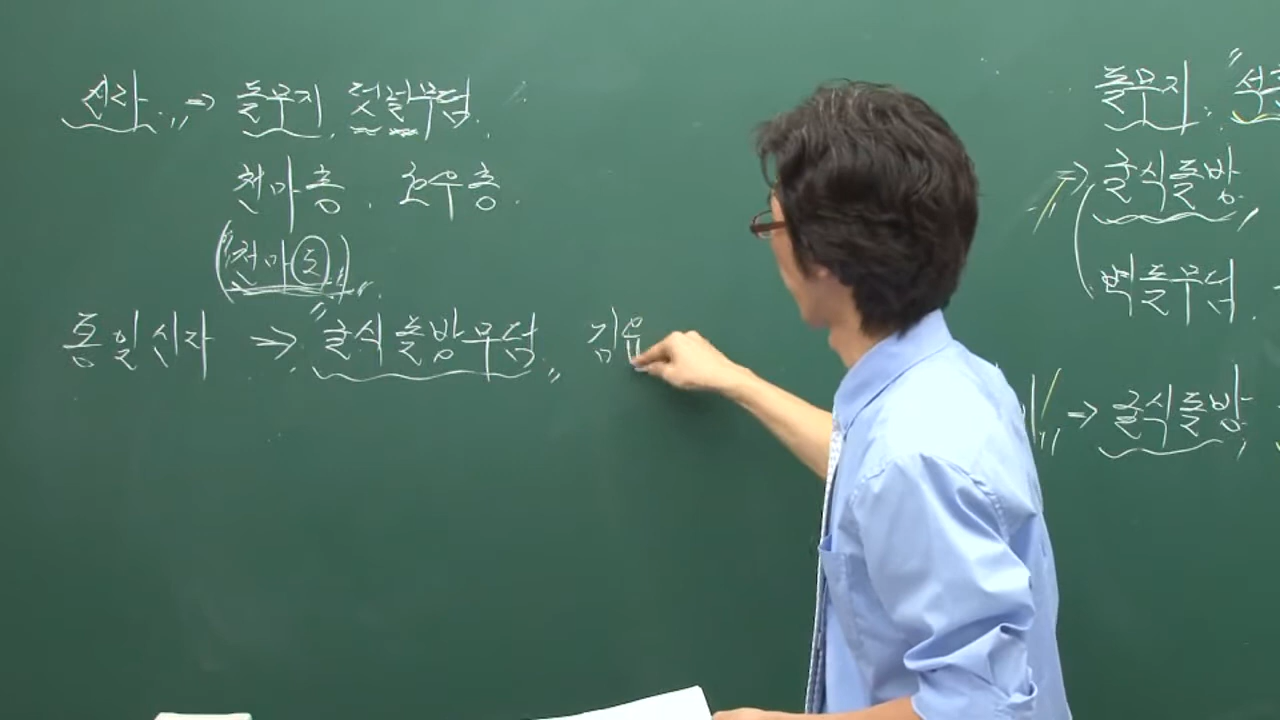 신라 ⇒ 돌무지 덧널무덤.
천마총, 호우총.
("천마도")
통일신라 ⇒ "굴식돌방무덤" 김유
돌무지
⇒ 굴식돌방
벽돌무덤
⇒ 굴식돌방